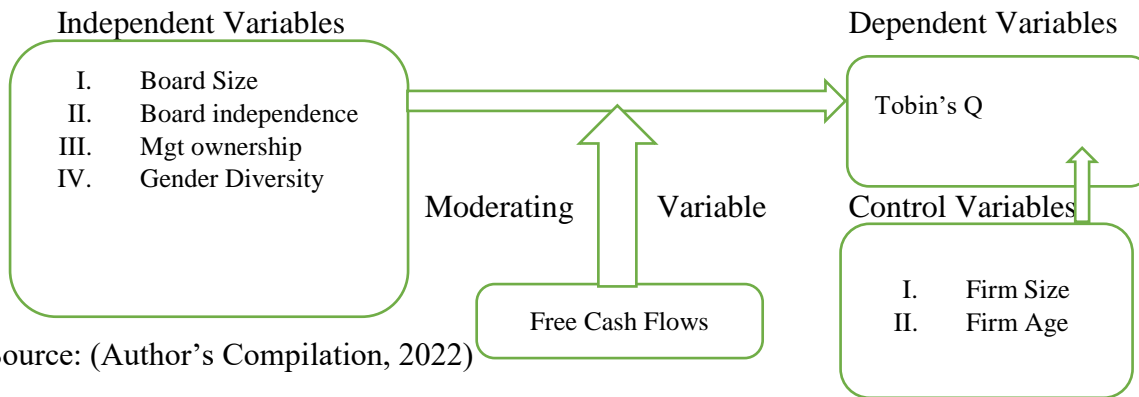 Independent Variables
I. Board Size
II. Board independence
III. Mgt ownership
IV. Gender Diversity
Dependent Variables
Tobin’s Q
Moderating Variable
Control Variables
Free Cash Flows
I. Firm Size
II. Firm Age
Source: (Author’s Compilation, 2022)